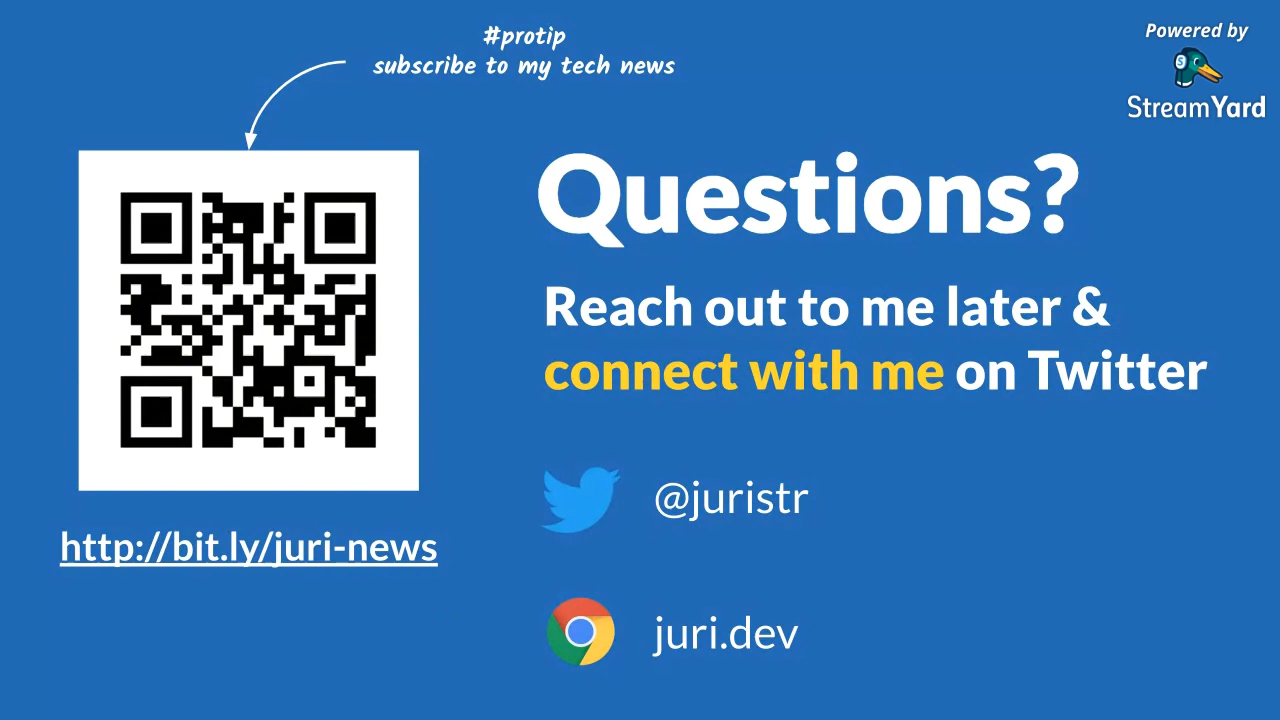 #protip
subscribe to my tech news
Powered by
StreamYard
Questions?
Reach out to me later &
connect with me on Twitter
@juristr
http://bit.ly/juri-news
juri.dev